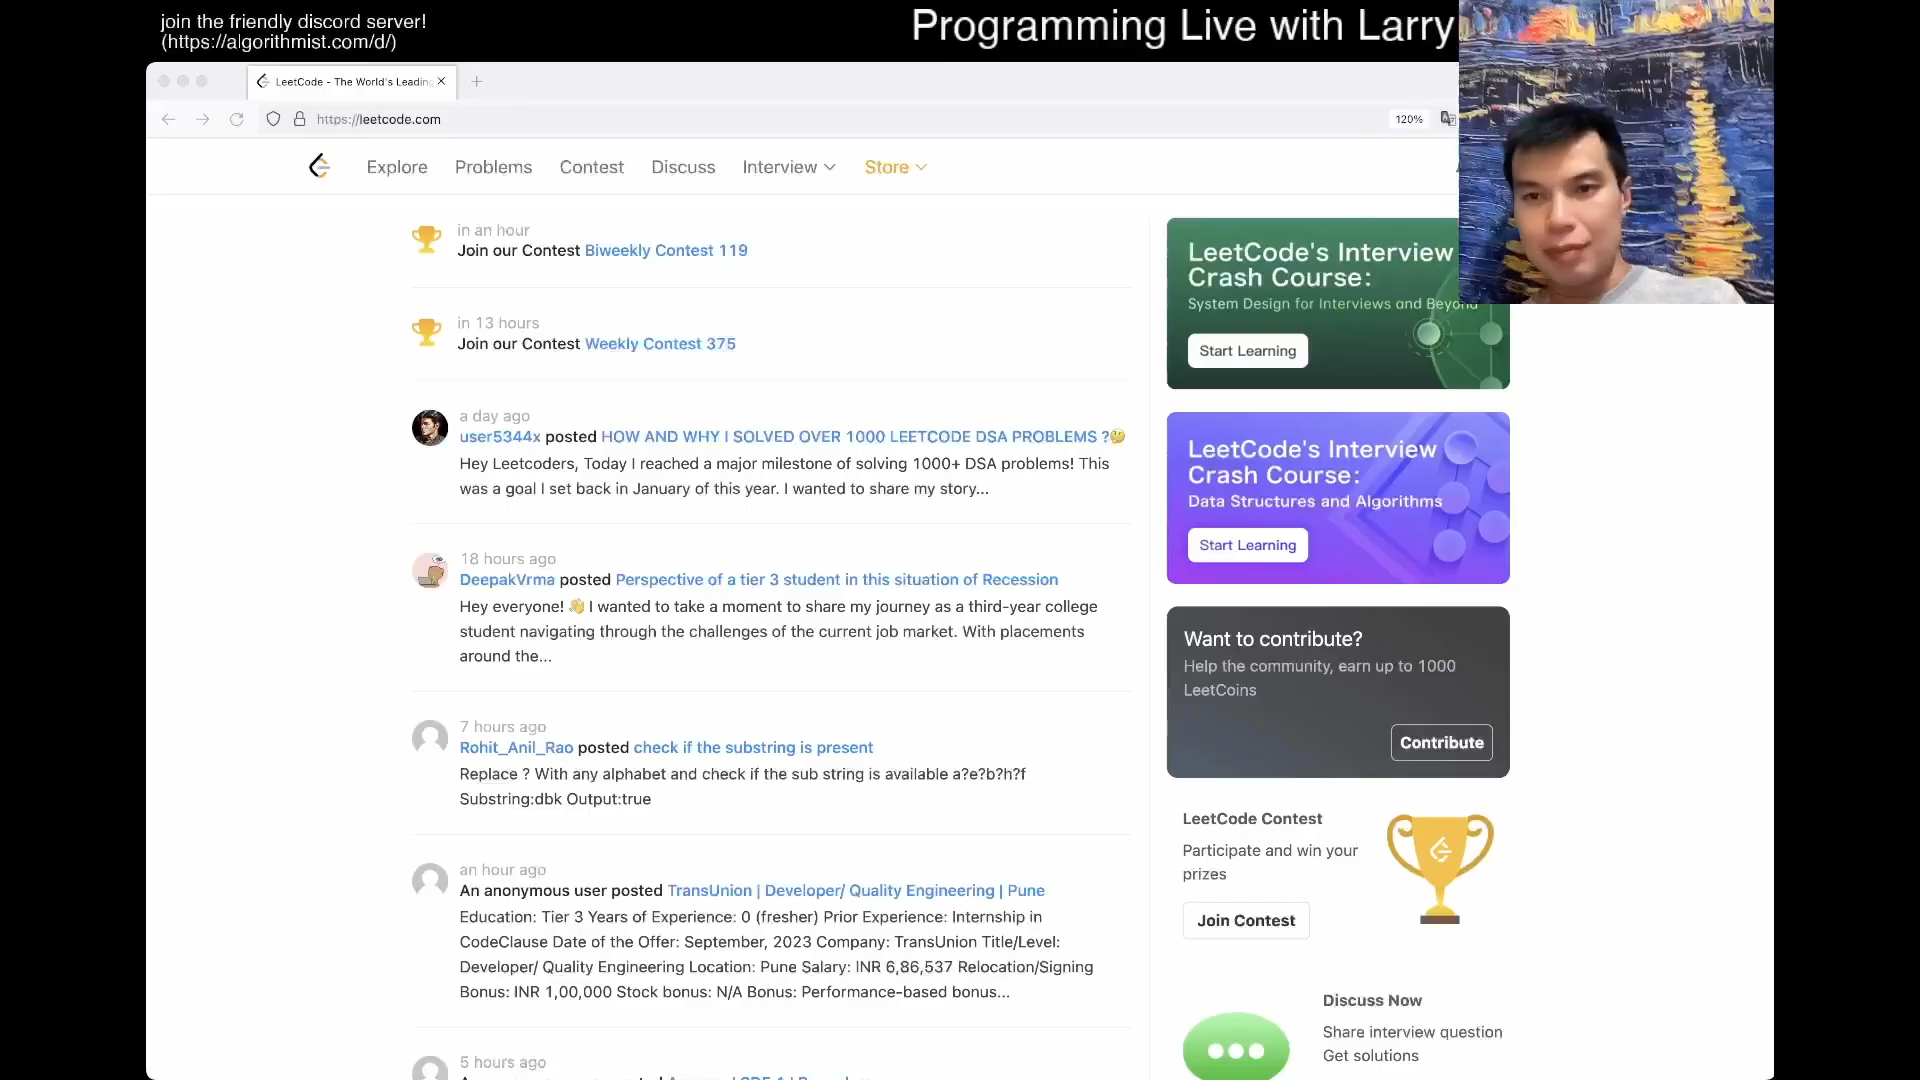 join the friendly discord server!
(https://algorithmist.com/d/)
Programming Live with Larry
LeetCode - The World's Leading
https://leetcode.com
120%
Explore
Problems
Contest
Discuss
Interview
Store
in an hour
Join our Contest Biweekly Contest 119
in 13 hours
Join our Contest Weekly Contest 375
a day ago
user5344x posted HOW AND WHY I SOLVED OVER 1000 LEETCODE DSA PROBLEMS ?🤔
Hey Leetcoders, Today I reached a major milestone of solving 1000+ DSA problems! This
was a goal I set back in January of this year. I wanted to share my story...
18 hours ago
DeepakVrma posted Perspective of a tier 3 student in this situation of Recession
Hey everyone! 👋 I wanted to take a moment to share my journey as a third-year college
student navigating through the challenges of the current job market. With placements
around the...
7 hours ago
Rohit_Anil_Rao posted check if the substring is present
Replace ? With any alphabet and check if the sub string is available a?e?b?h?f
Substring:dbk Output:true
an hour ago
An anonymous user posted TransUnion | Developer/ Quality Engineering | Pune
Education: Tier 3 Years of Experience: 0 (fresher) Prior Experience: Internship in
CodeClause Date of the Offer: September, 2023 Company: TransUnion Title/Level:
Developer/ Quality Engineering Location: Pune Salary: INR 6,86,537 Relocation/Signing
Bonus: INR 1,00,000 Stock bonus: N/A Bonus: Performance-based bonus...
5 hours ago
LeetCode's Interview
Crash Course:
System Design for Interviews and Beyond
Start Learning
LeetCode's Interview
Crash Course:
Data Structures and Algorithms
Start Learning
Want to contribute?
Help the community, earn up to 1000
LeetCoins
Contribute
LeetCode Contest
Participate and win your
prizes
Join Contest
Discuss Now
Share interview question
Get solutions